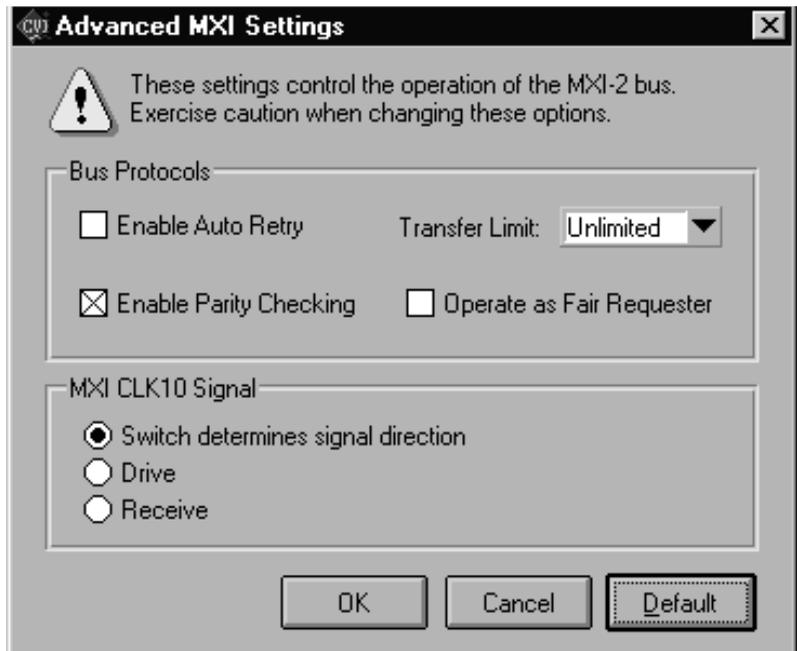 CVI Advanced MXI Settings
These settings control the operation of the MXI-2 bus.
Exercise caution when changing these options.
Bus Protocols
Enable Auto Retry Transfer Limit: Unlimited
Enable Parity Checking Operate as Fair Requester
MXI CLK10 Signal
Switch determines signal direction
Drive
Receive
OK Cancel Default